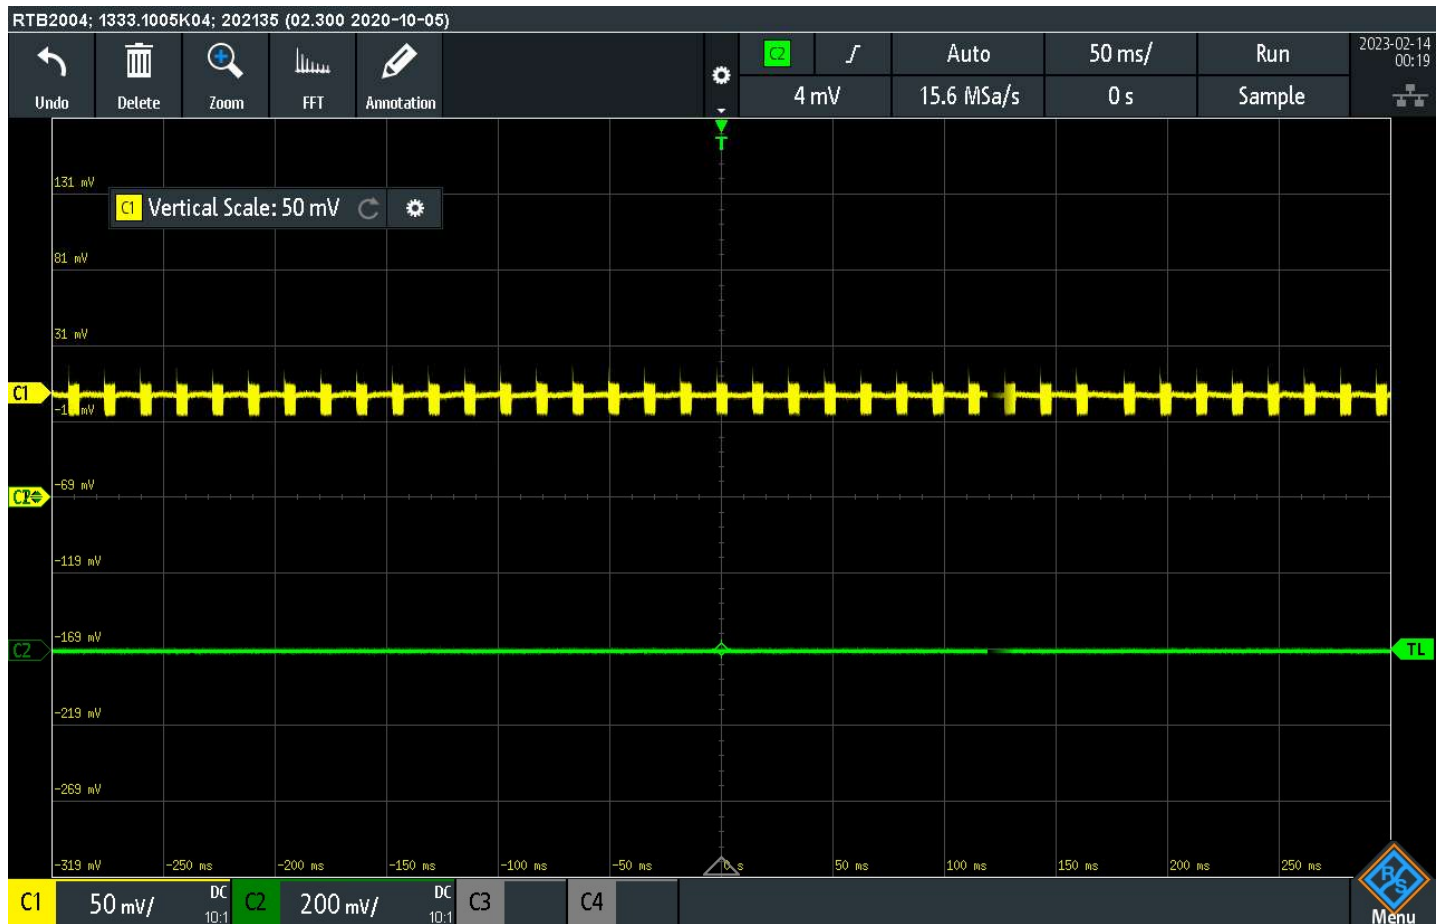 RTB2004; 1333.1005K04; 202135 (02.300 2020-10-05)
Undo Delete Zoom FFT Annotation
C2 Auto 50 ms/ Run
4 mV 15.6 MSa/s 0 s Sample
2023-02-14
00:19
T
131 mV
C1 Vertical Scale: 50 mV
81 mV
31 mV
C1
-69 mV
-119 mV
-169 mV
C2
TL
-219 mV
-269 mV
-319 mV -250 ms -200 ms -150 ms -100 ms -50 ms 0 s 50 ms 100 ms 150 ms 200 ms 250 ms
C1 50 mV/ DC 10:1 C2 200 mV/ DC 10:1 C3 C4
R&S
Menu